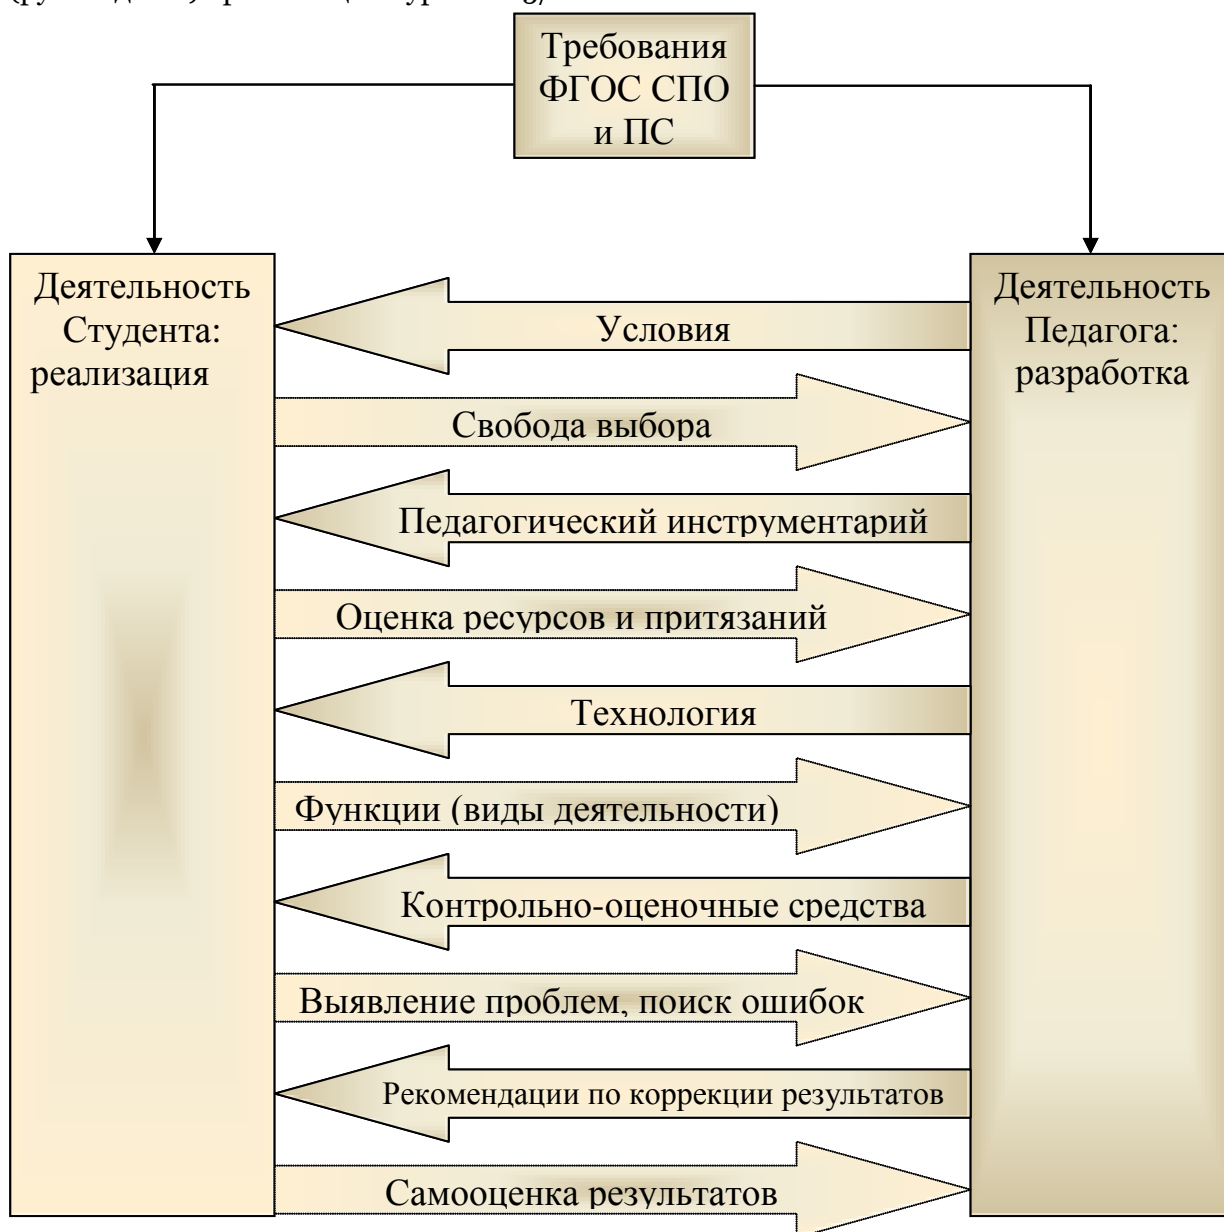 Требования
ФГОС СПО
и ПС
Деятельность
Студента:
реализация
Деятельность
Педагога:
разработка
Условия
Свобода выбора
Педагогический инструментарий
Оценка ресурсов и притязаний
Технология
Функции (виды деятельности)
Контрольно-оценочные средства
Выявление проблем, поиск ошибок
Рекомендации по коррекции результатов
Самооценка результатов